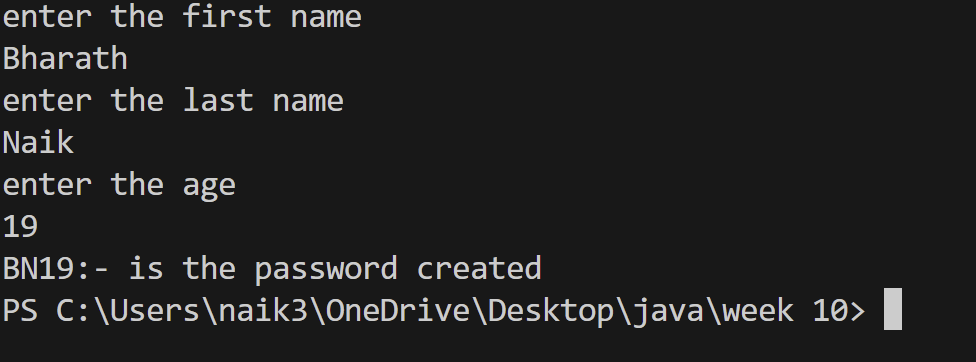 enter the first name
Bharath
enter the last name
Naik
enter the age
19
BN19:- is the password created
PS C:\Users\naik3\OneDrive\Desktop\java\week 10>